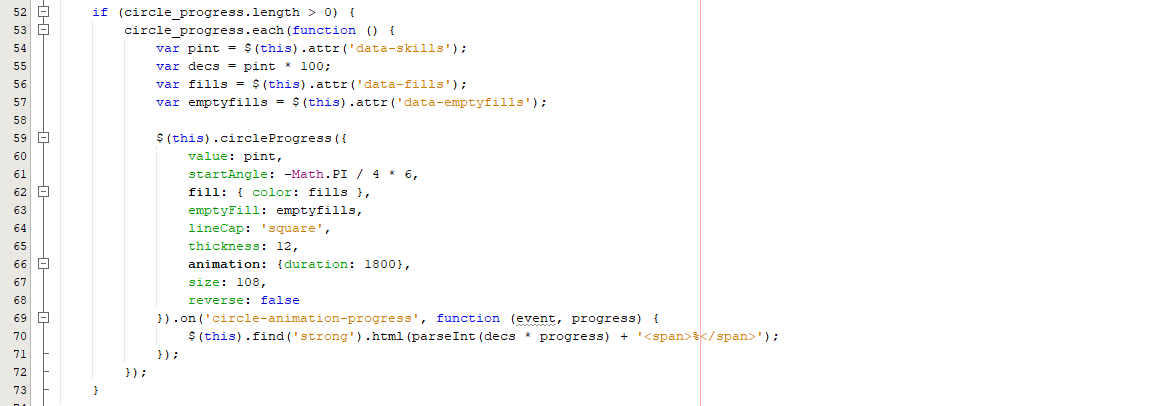 52 if (circle_progress.length > 0) {
53 circle_progress.each(function () {
54 var pint = $(this).attr('data-skills');
55 var decs = pint * 100;
56 var fills = $(this).attr('data-fills');
57 var emptyfills = $(this).attr('data-emptyfills');
58
59 $(this).circleProgress({
60 value: pint,
61 startAngle: -Math.PI / 4 * 6,
62 fill: { color: fills },
63 emptyFill: emptyfills,
64 lineCap: 'square',
65 thickness: 12,
66 animation: {duration: 1800},
67 size: 108,
68 reverse: false
69 }).on('circle-animation-progress', function (event, progress) {
70 $(this).find('strong').html(parseInt(decs * progress) + '<span>%</span>');
71 });
72 });
73 }